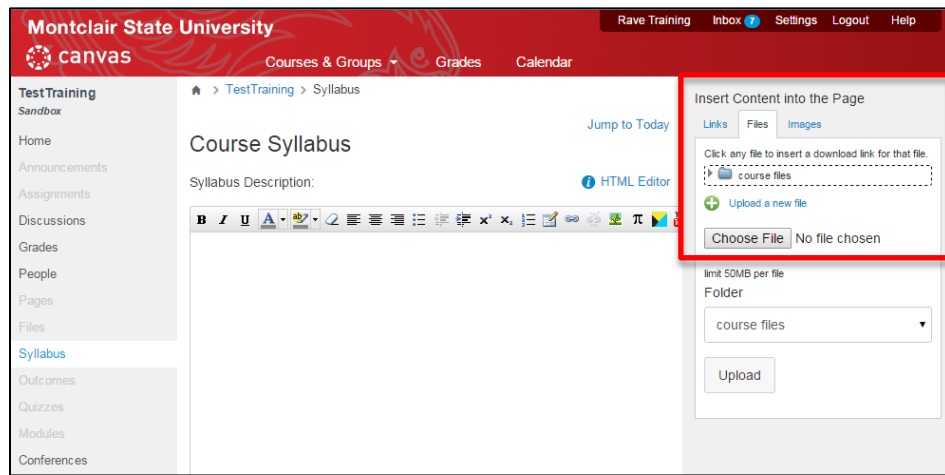 Montclair State University
Rave Training Inbox 7 Settings Logout Help
canvas
Courses & Groups Grades Calendar
TestTraining
Sandbox
Home
Announcements
Assignments
Discussions
Grades
People
Pages
Files
Syllabus
Outcomes
Quizzes
Modules
Conferences
> TestTraining > Syllabus
Jump to Today
Course Syllabus
Syllabus Description:
HTML Editor
B I U A aby x² x₂ π
Insert Content into the Page
Links Files Images
Click any file to insert a download link for that file.
course files
Upload a new file
Choose File No file chosen
limit 50MB per file
Folder
course files
Upload